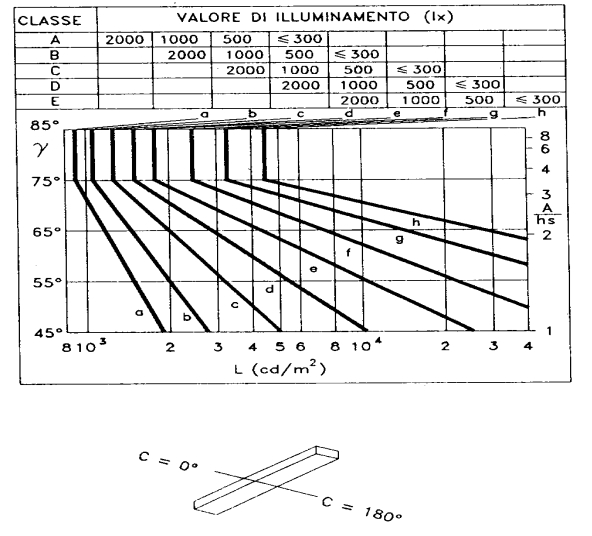 CLASSE VALORE DI ILLUMINAMENTO (lx)
A 2000 1000 500 ≤ 300
B 2000 1000 500 ≤ 300
C 2000 1000 500 ≤ 300
D 2000 1000 500 ≤ 300
E 2000 1000 500 ≤ 300
a b c d e f g h
85° 8
γ 6
4
75° 3
A
hs
h
65° g 2
f
e
55° d
c
b
a
45° 1
8 10³ 2 3 4 5 6 8 10⁴ 2 3 4
L (cd/m²)
C = 0°
C = 180°